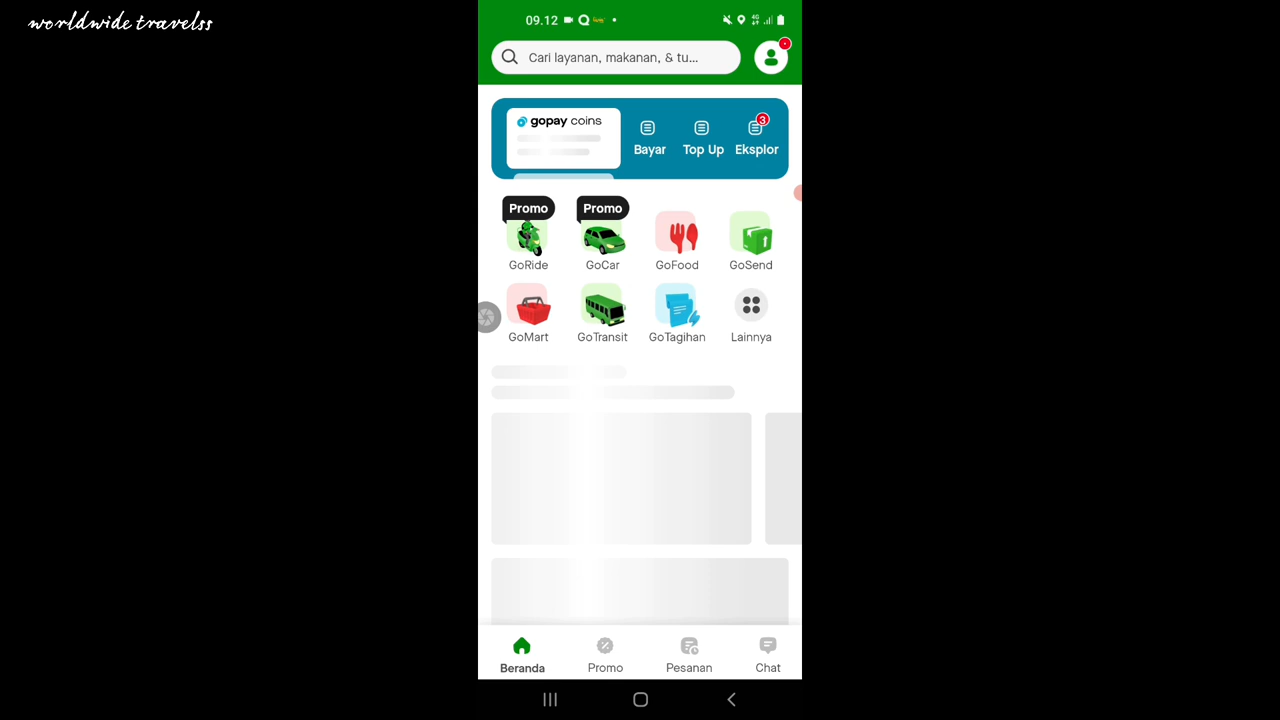 worldwide travelss
09.12
4G
Cari layanan, makanan, & tu...
gopay coins
3
Bayar
Top Up
Eksplor
Promo
Promo
GoRide
GoCar
GoFood
GoSend
GoMart
GoTransit
GoTagihan
Lainnya
Beranda
Promo
Pesanan
Chat